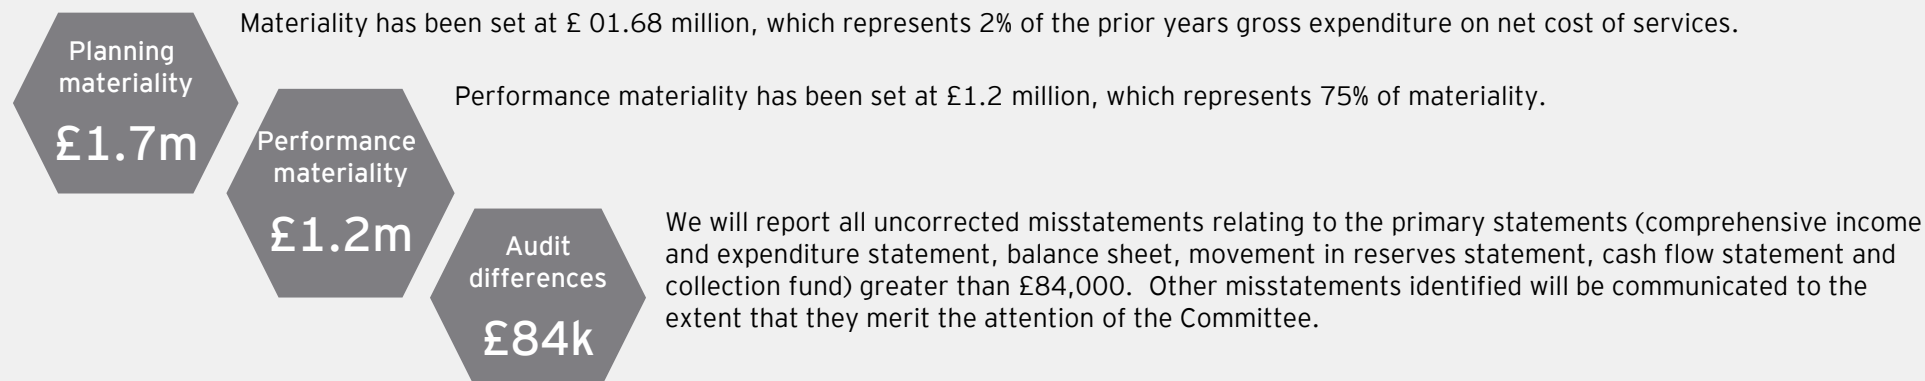 Materiality has been set at £ 01.68 million, which represents 2% of the prior years gross expenditure on net cost of services.
Planning
materiality
£1.7m
Performance materiality has been set at £1.2 million, which represents 75% of materiality.
Performance
materiality
£1.2m
We will report all uncorrected misstatements relating to the primary statements (comprehensive income
and expenditure statement, balance sheet, movement in reserves statement, cash flow statement and
collection fund) greater than £84,000.  Other misstatements identified will be communicated to the
extent that they merit the attention of the Committee.
Audit
differences
£84k